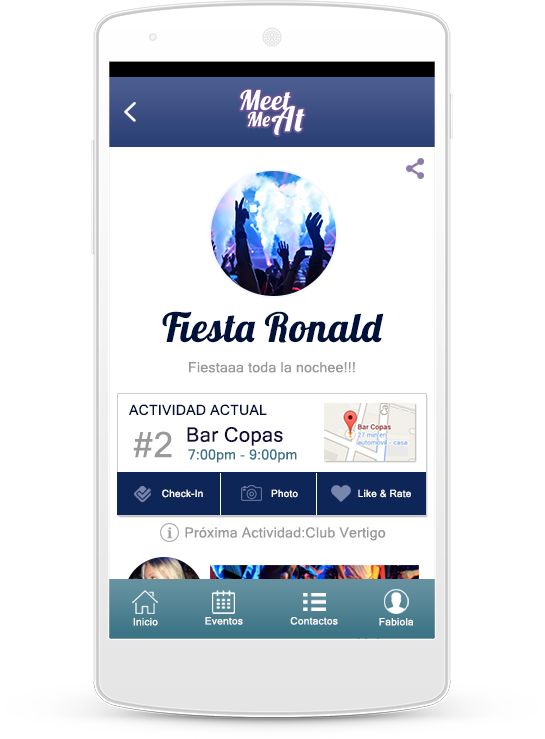 Meet
Me At
Fiesta Ronald
Fiestaaa toda la nochee!!!
ACTIVIDAD ACTUAL
#2 Bar Copas
7:00pm - 9:00pm
Bar Copas
27 min en
automóvil - casa
Check-In
Photo
Like & Rate
Próxima Actividad:Club Vertigo
Inicio
Eventos
Contactos
Fabiola